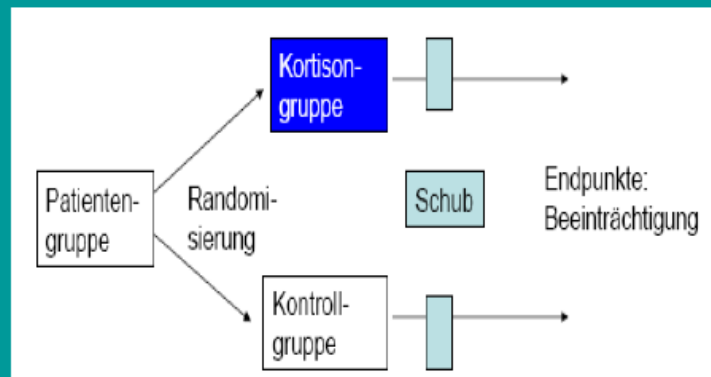 Kortison-
gruppe
Patienten-
gruppe
Randomi-
sierung
Schub
Endpunkte:
Beeinträchtigung
Kontroll-
gruppe